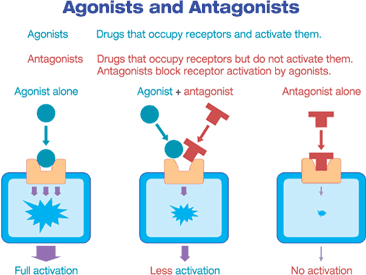 Agonists and Antagonists
Agonists Drugs that occupy receptors and activate them.
Antagonists Drugs that occupy receptors but do not activate them.
Antagonists block receptor activation by agonists.
Agonist alone Agonist + antagonist Antagonist alone
Full activation Less activation No activation